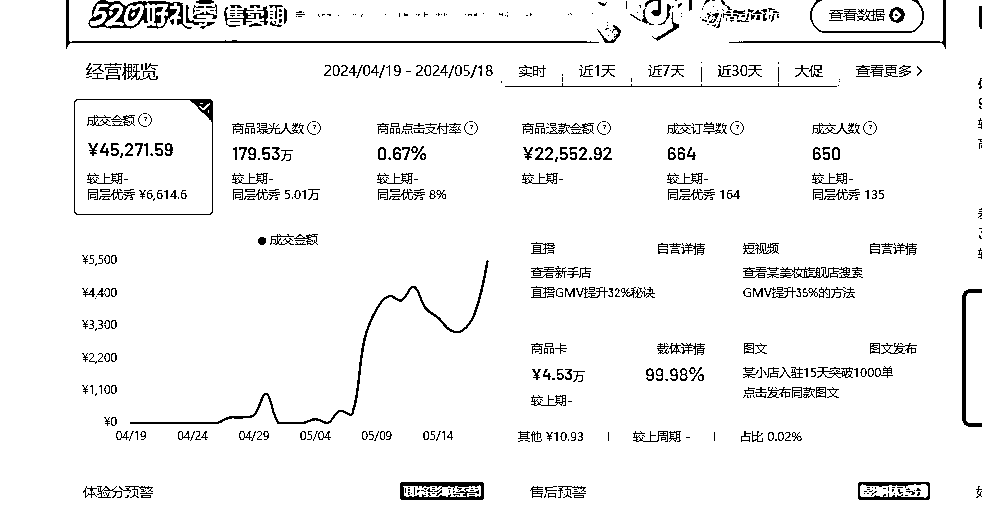 520好礼季 售卖期
查看数据
经营概览
2024/04/19 - 2024/05/18 实时 近1天 近7天 近30天 大促 查看更多
成交金额
¥45,271.59
较上期-
同层优秀 ¥6,614.6
商品曝光人数
179.53万
较上期-
同层优秀 5.01万
商品点击支付率
0.67%
较上期-
同层优秀 8%
商品退款金额
¥22,552.92
较上期-
成交订单数
664
较上期-
同层优秀 164
成交人数
650
较上期-
同层优秀 135
成交金额
¥5,500
¥4,400
¥3,300
¥2,200
¥1,100
¥0
04/19 04/24 04/29 05/04 05/09 05/14
直播 自营详情
查看新手店
直播GMV提升32%秘诀
短视频 自营详情
查看某美妆旗舰店搜索
GMV提升36%的方法
商品卡 载体详情
¥4.53万 99.98%
较上期-
图文 图文发布
某小店入驻15天突破1000单
点击发布同款图文
其他 ¥10.93 | 较上周期 - | 占比 0.02%
体验分预警
售后预警